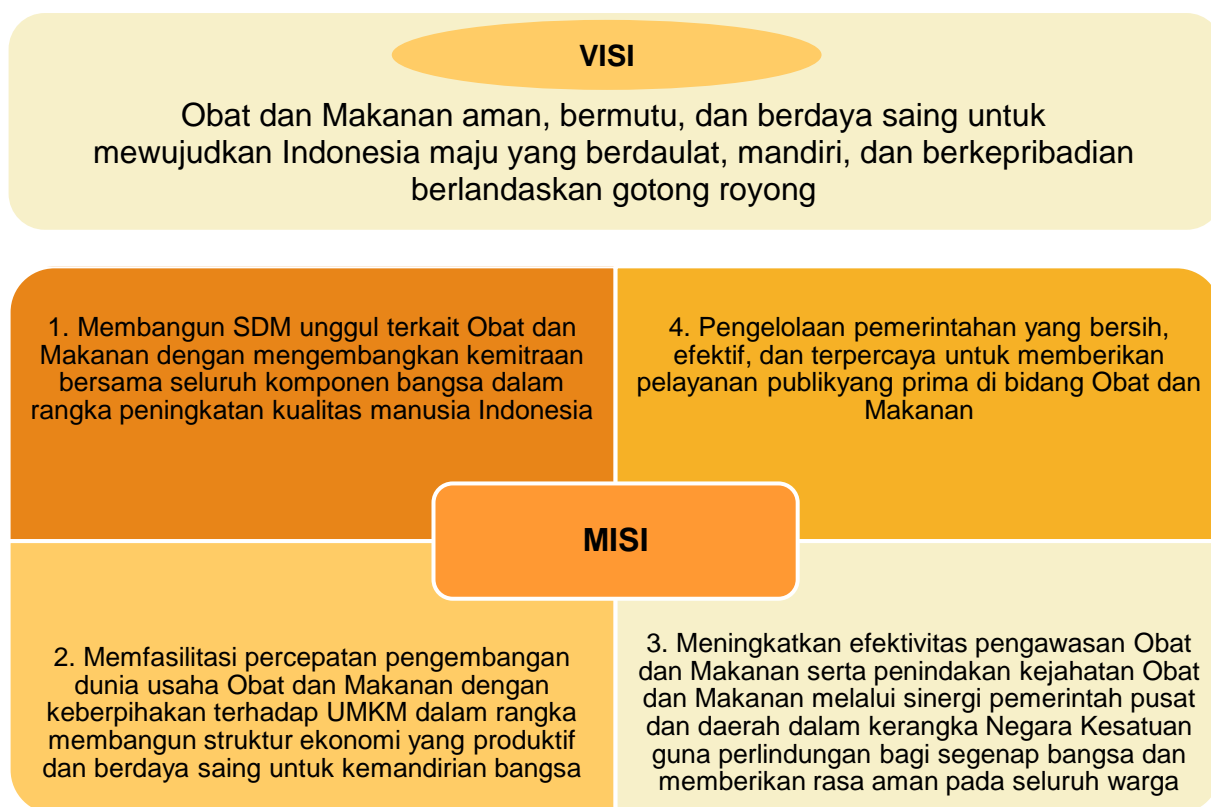 VISI
Obat dan Makanan aman, bermutu, dan berdaya saing untuk
mewujudkan Indonesia maju yang berdaulat, mandiri, dan berkepribadian
berlandaskan gotong royong
1. Membangun SDM unggul terkait Obat dan
Makanan dengan mengembangkan kemitraan
bersama seluruh komponen bangsa dalam
rangka peningkatan kualitas manusia Indonesia
4. Pengelolaan pemerintahan yang bersih,
efektif, dan terpercaya untuk memberikan
pelayanan publikyang prima di bidang Obat dan
Makanan
MISI
2. Memfasilitasi percepatan pengembangan
dunia usaha Obat dan Makanan dengan
keberpihakan terhadap UMKM dalam rangka
membangun struktur ekonomi yang produktif
dan berdaya saing untuk kemandirian bangsa
3. Meningkatkan efektivitas pengawasan Obat
dan Makanan serta penindakan kejahatan Obat
dan Makanan melalui sinergi pemerintah pusat
dan daerah dalam kerangka Negara Kesatuan
guna perlindungan bagi segenap bangsa dan
memberikan rasa aman pada seluruh warga